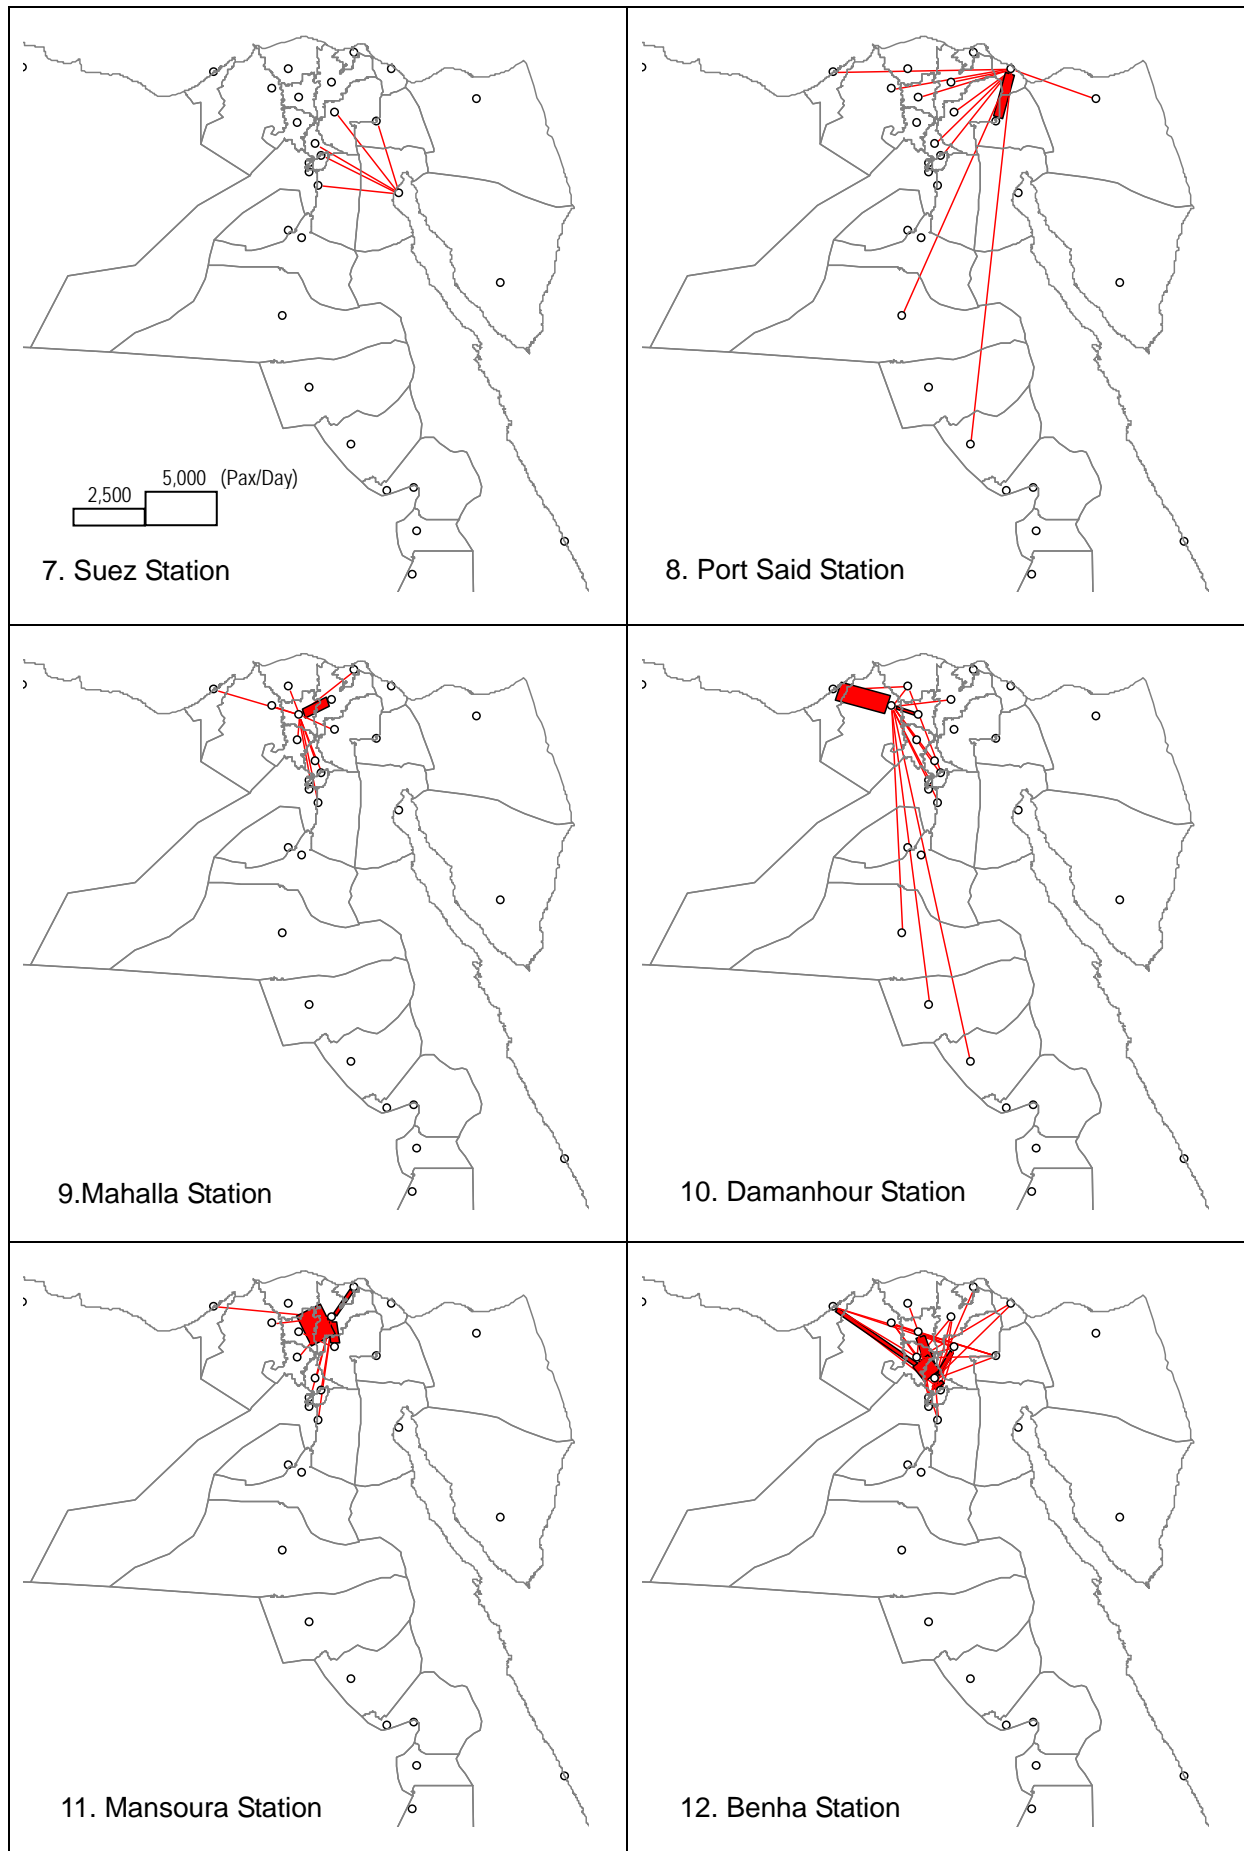 5,000 (Pax/Day)
2,500
7. Suez Station
8. Port Said Station
9.Mahalla Station
10. Damanhour Station
11. Mansoura Station
12. Benha Station